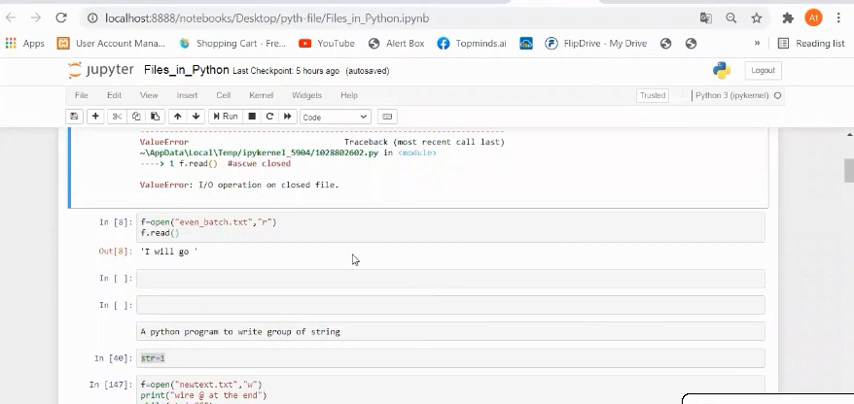 localhost:8888/notebooks/Desktop/pyth-file/Files_in_Python.ipynb
Apps User Account Mana... Shopping Cart - Fre... YouTube Alert Box Topminds.ai FlipDrive - My Drive » Reading list
At
jupyter Files_in_Python Last Checkpoint: 5 hours ago (autosaved) Logout
File Edit View Insert Cell Kernel Widgets Help Trusted Python 3 (ipykernel)
Run Code
ValueError Traceback (most recent call last)
~\AppData\Local\Temp/ipykernel_5904/1028802602.py in <module>
----> 1 f.read() #ascwe closed
ValueError: I/O operation on closed file.
In [8]: f=open("even_batch.txt","r")
f.read()
Out[8]: 'I will go '
In [ ]:
In [ ]:
A python program to write group of string
In [40]: str=1
In [147]: f=open("newtext.txt","w")
print("wire @ at the end")